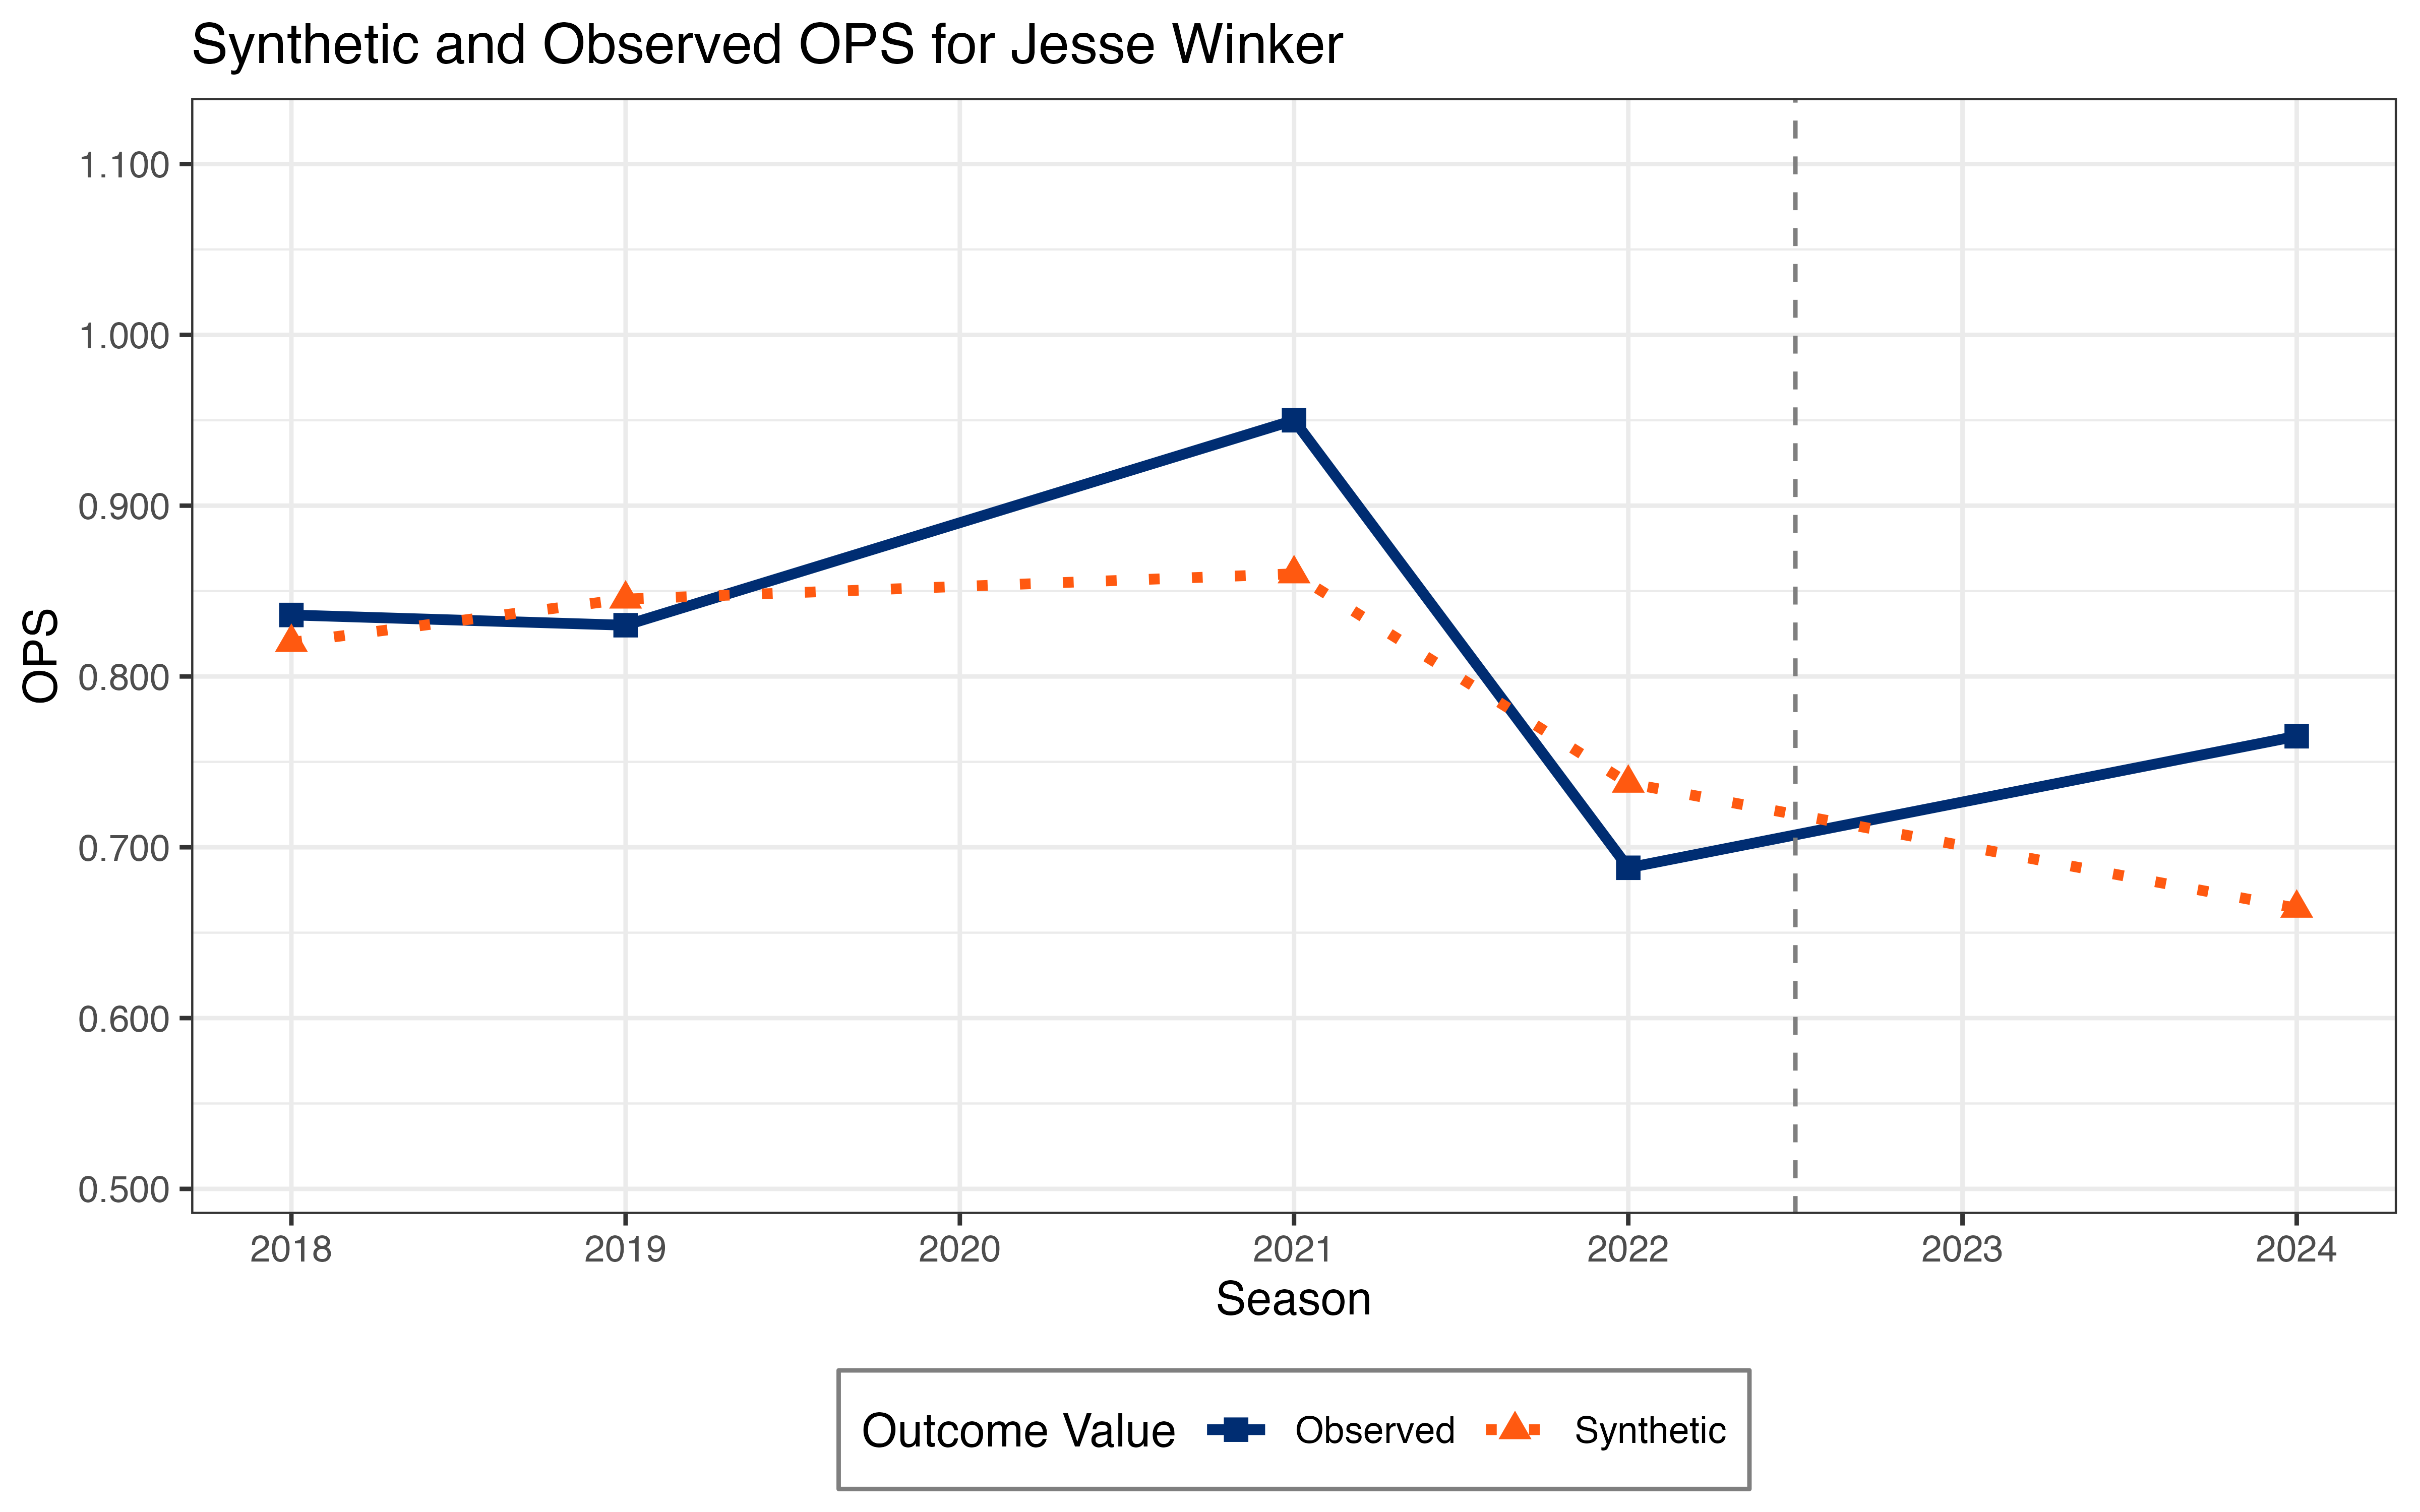 Synthetic and Observed OPS for Jesse Winker
1.100
1.000
0.900
0.800
0.700
0.600
0.500
OPS
2018 2019 2020 2021 2022 2023 2024
Season
Outcome Value Observed Synthetic